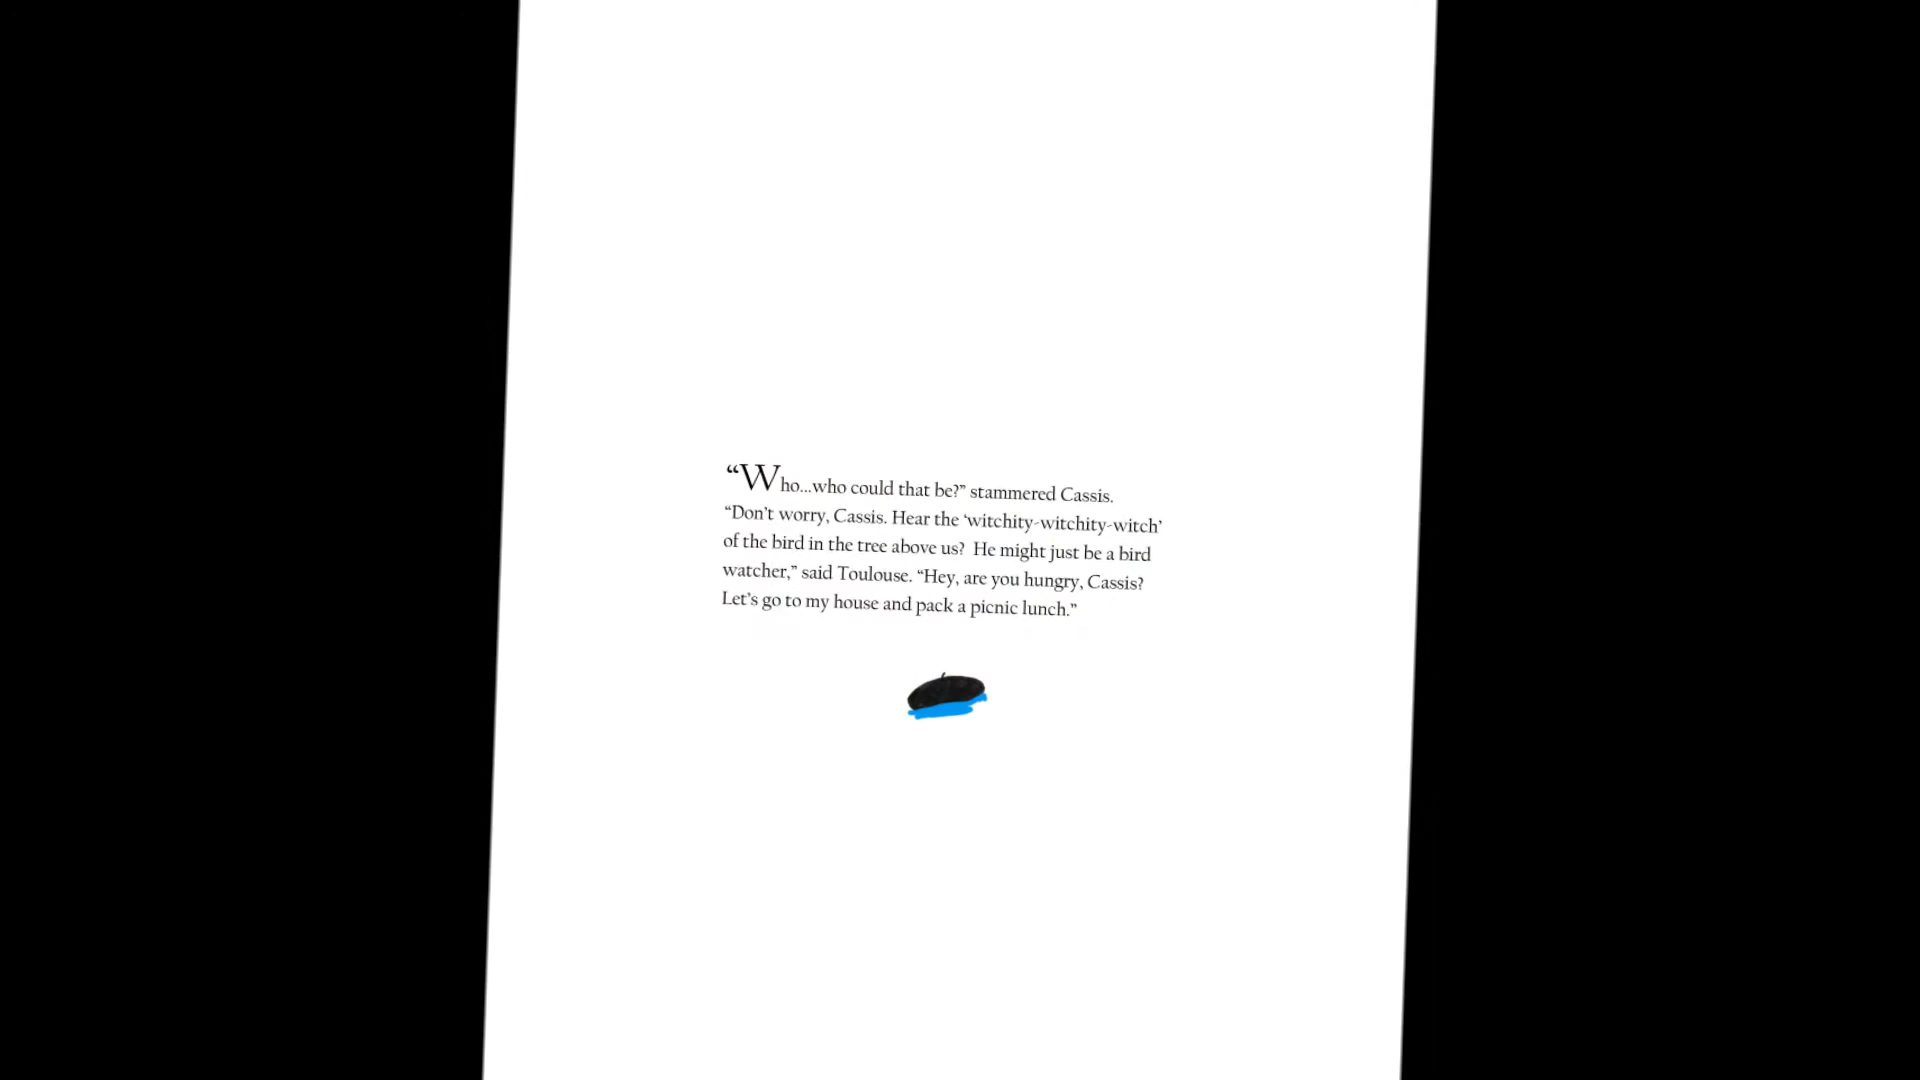 “Who...who could that be?” stammered Cassis.
“Don’t worry, Cassis. Hear the ‘witchity-witchity-witch’
of the bird in the tree above us?  He might just be a bird
watcher,” said Toulouse. “Hey, are you hungry, Cassis?
Let’s go to my house and pack a picnic lunch.”